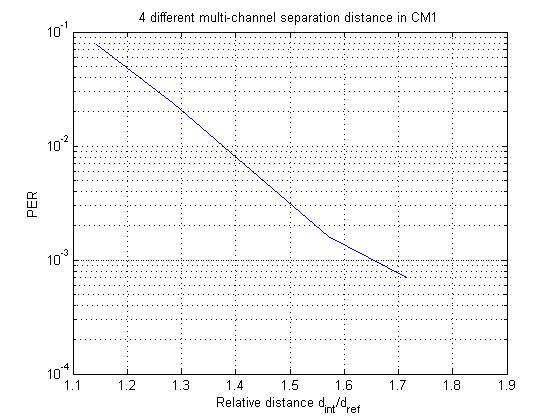 4 different multi-channel separation distance in CM1
10^-1
10^-2
10^-3
10^-4
PER
1.1 1.2 1.3 1.4 1.5 1.6 1.7 1.8 1.9
Relative distance d_int/d_ref